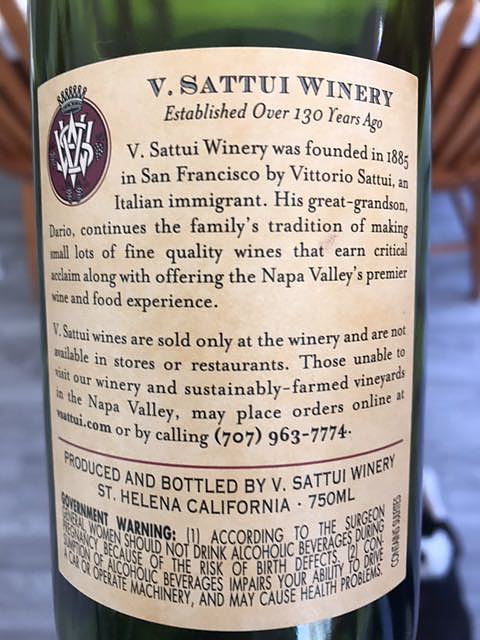 V. SATTUI WINERY
Established Over 130 Years Ago
V. Sattui Winery was founded in 1885
in San Francisco by Vittorio Sattui, an
Italian immigrant. His great-grandson,
Dario, continues the family's tradition of making
small lots of fine quality wines that earn critical
acclaim along with offering the Napa Valley's premier
wine and food experience.
V. Sattui wines are sold only at the winery and are not
available in stores or restaurants. Those unable to
visit our winery and sustainably-farmed vineyards
in the Napa Valley, may place orders online at
vsattui.com or by calling (707) 963-7774.
PRODUCED AND BOTTLED BY V. SATTUI WINERY
ST. HELENA CALIFORNIA · 750ML
GOVERNMENT WARNING: (1) ACCORDING TO THE SURGEON
GENERAL WOMEN SHOULD NOT DRINK ALCOHOLIC BEVERAGES DURING
PREGNANCY BECAUSE OF THE RISK OF BIRTH DEFECTS. (2) CON-
SUMPTION OF ALCOHOLIC BEVERAGES IMPAIRS YOUR ABILITY TO DRIVE
A CAR OR OPERATE MACHINERY, AND MAY CAUSE HEALTH PROBLEMS.
CONTAINS SULFITES